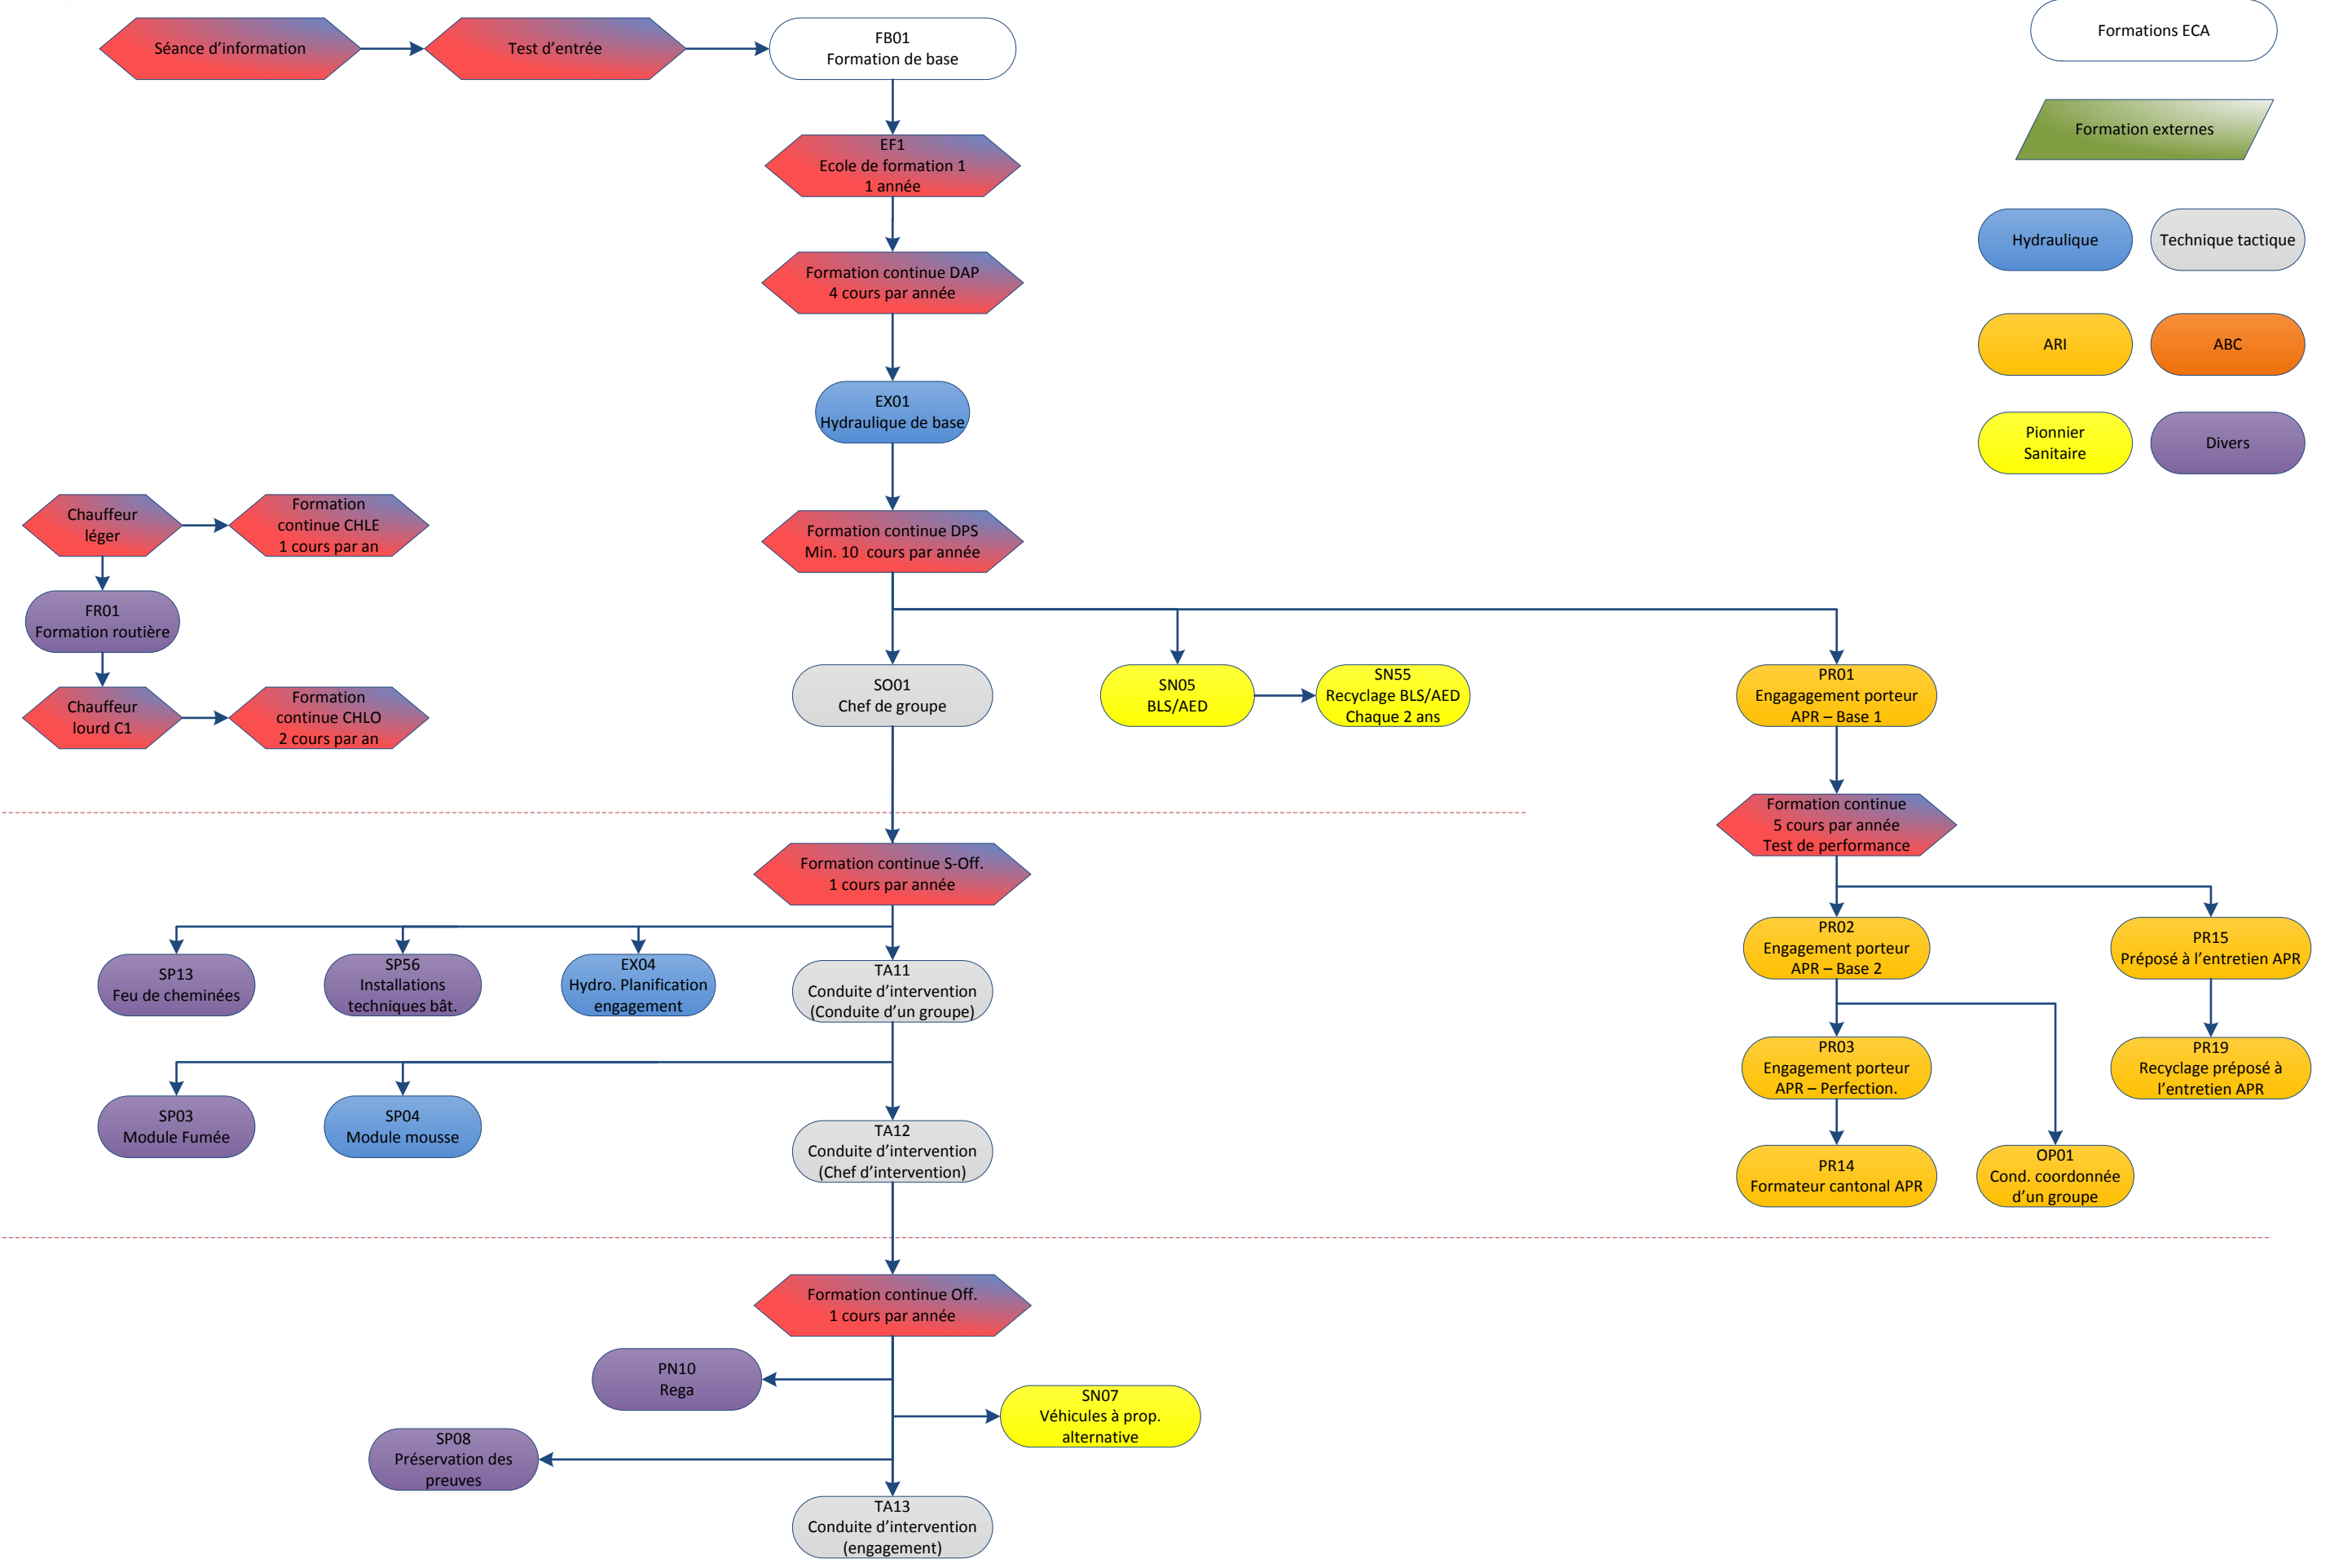 Séance d’information
Test d’entrée
FB01
Formation de base
EF1
Ecole de formation 1
1 année
Formation continue DAP
4 cours par année
EX01
Hydraulique de base
Formation continue DPS
Min. 10 cours par année
Formations ECA
Formation externes
Hydraulique
Technique tactique
ARI
ABC
Pionnier
Sanitaire
Divers
Chauffeur
léger
Formation
continue CHLE
1 cours par an
FR01
Formation routière
Chauffeur
lourd C1
Formation
continue CHLO
2 cours par an
SO01
Chef de groupe
SN05
BLS/AED
SN55
Recyclage BLS/AED
Chaque 2 ans
PR01
Engagagement porteur
APR – Base 1
Formation continue
5 cours par année
Test de performance
Formation continue S-Off.
1 cours par année
SP13
Feu de cheminées
SP56
Installations
techniques bât.
EX04
Hydro. Planification
engagement
TA11
Conduite d’intervention
(Conduite d’un groupe)
PR02
Engagement porteur
APR – Base 2
PR15
Préposé à l’entretien APR
PR03
Engagement porteur
APR – Perfection.
PR19
Recyclage préposé à
l’entretien APR
SP03
Module Fumée
SP04
Module mousse
TA12
Conduite d’intervention
(Chef d’intervention)
PR14
Formateur cantonal APR
OP01
Cond. coordonnée
d’un groupe
Formation continue Off.
1 cours par année
PN10
Rega
SN07
Véhicules à prop.
alternative
SP08
Préservation des
preuves
TA13
Conduite d’intervention
(engagement)